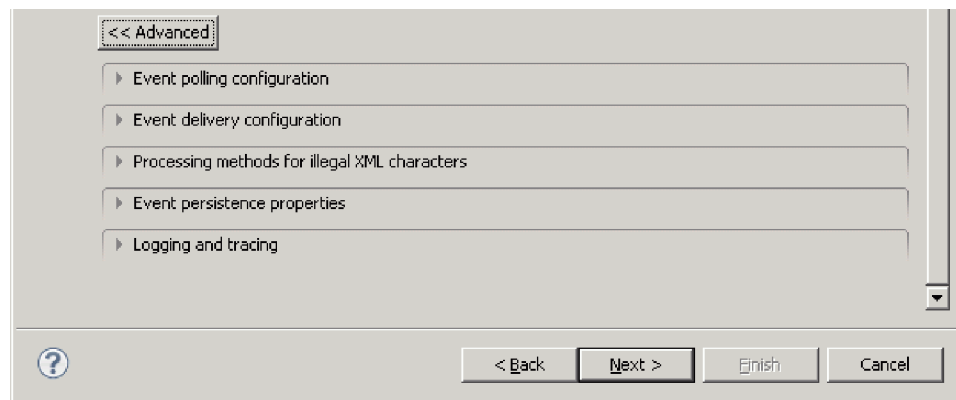 << Advanced
Event polling configuration
Event delivery configuration
Processing methods for illegal XML characters
Event persistence properties
Logging and tracing
?
< Back Next > Finish Cancel